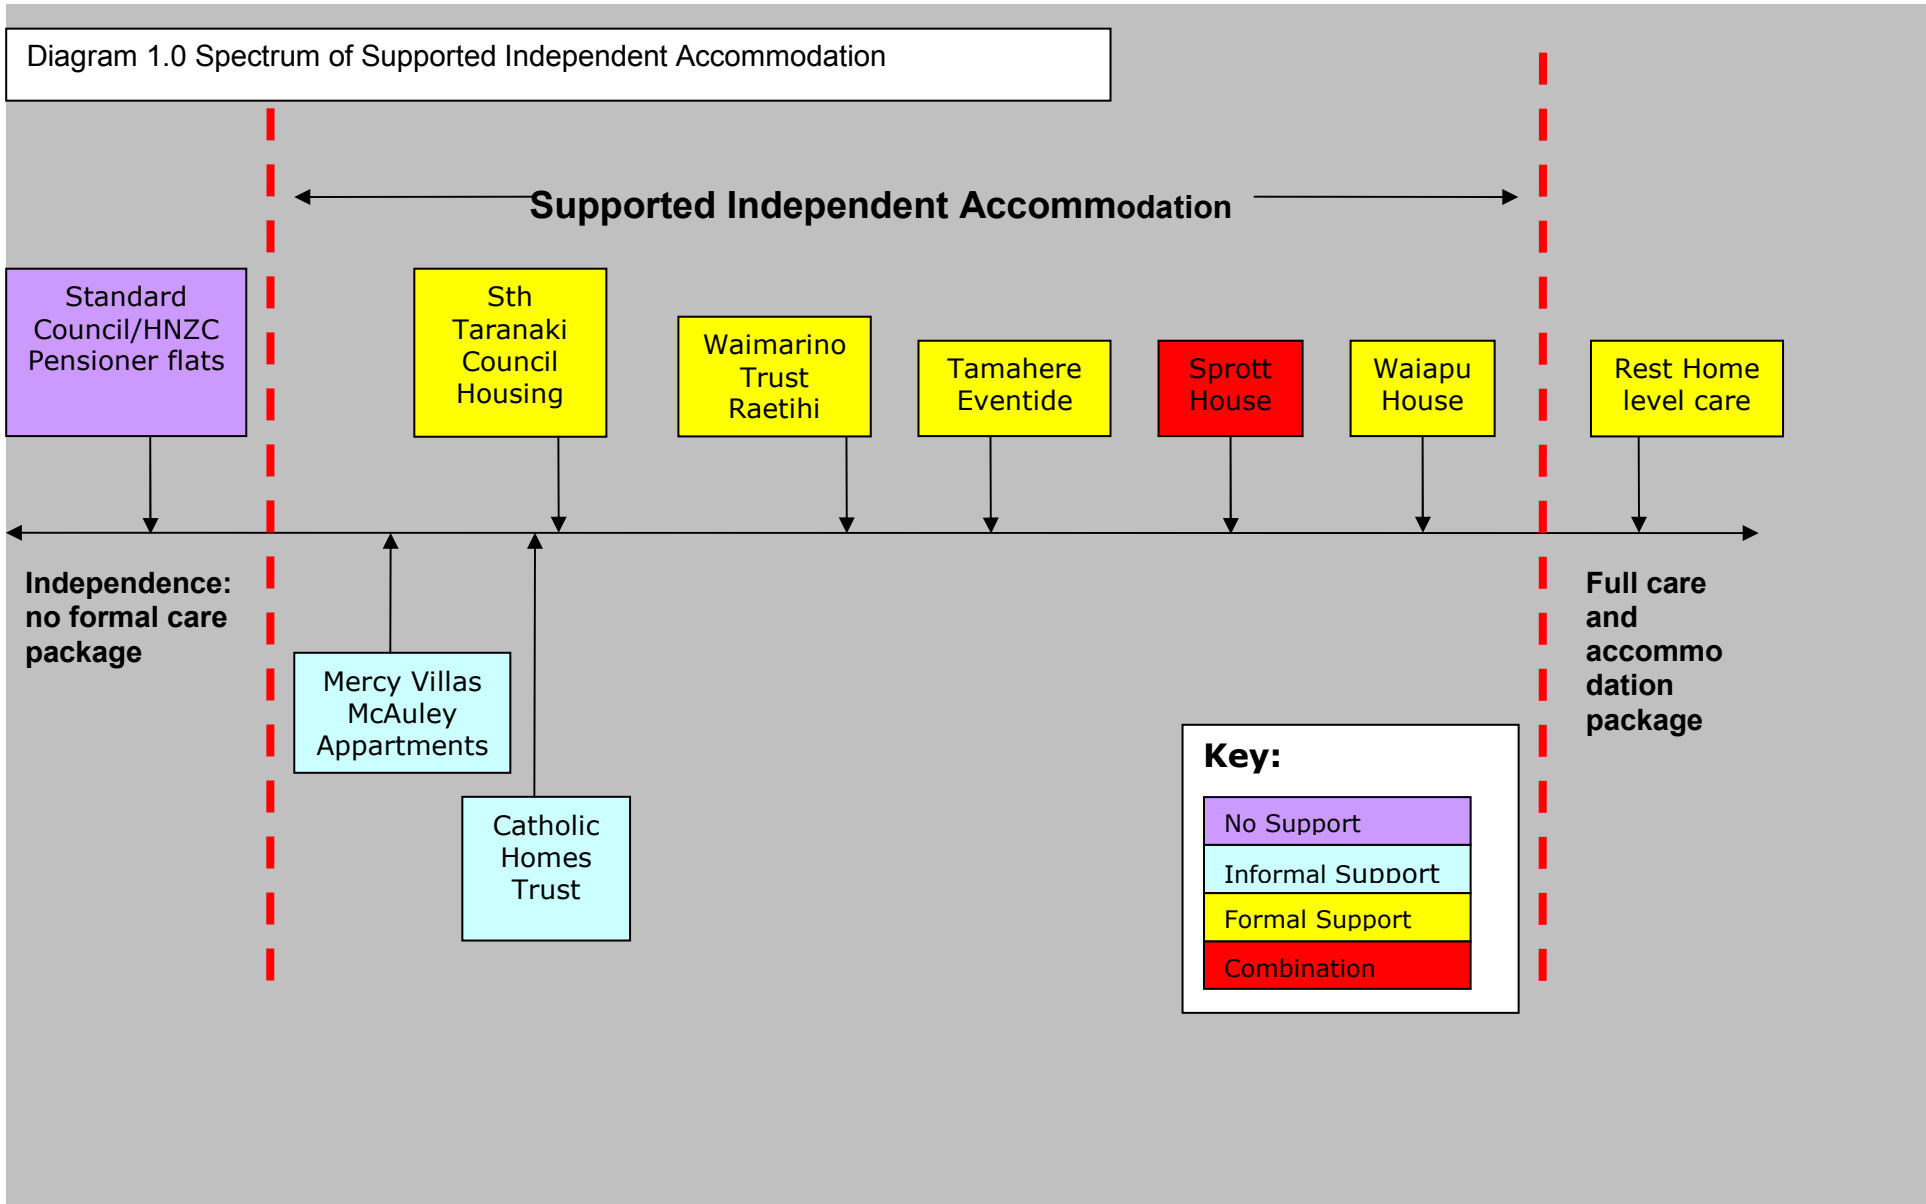 Diagram 1.0 Spectrum of Supported Independent Accommodation
Supported Independent Accommodation
Standard
Council/HNZC
Pensioner flats
Sth
Taranaki
Council
Housing
Waimarino
Trust
Raetihi
Tamahere
Eventide
Sprott
House
Waiapu
House
Rest Home
level care
Independence:
no formal care
package
Full care
and
accommo
dation
package
Mercy Villas
McAuley
Appartments
Catholic
Homes
Trust
Key:
No Support
Informal Support
Formal Support
Combination